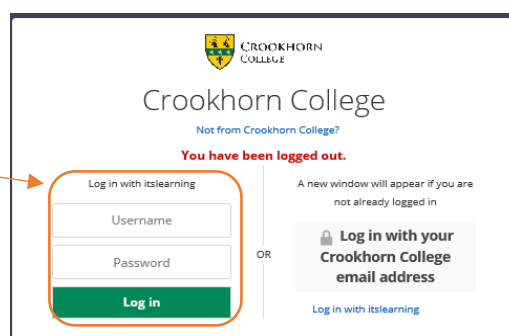 CROOKHORN
COLLEGE
Crookhorn College
Not from Crookhorn College?
You have been logged out.
Log in with itslearning
Username
Password
Log in
OR
A new window will appear if you are
not already logged in
Log in with your
Crookhorn College
email address
Log in with itslearning